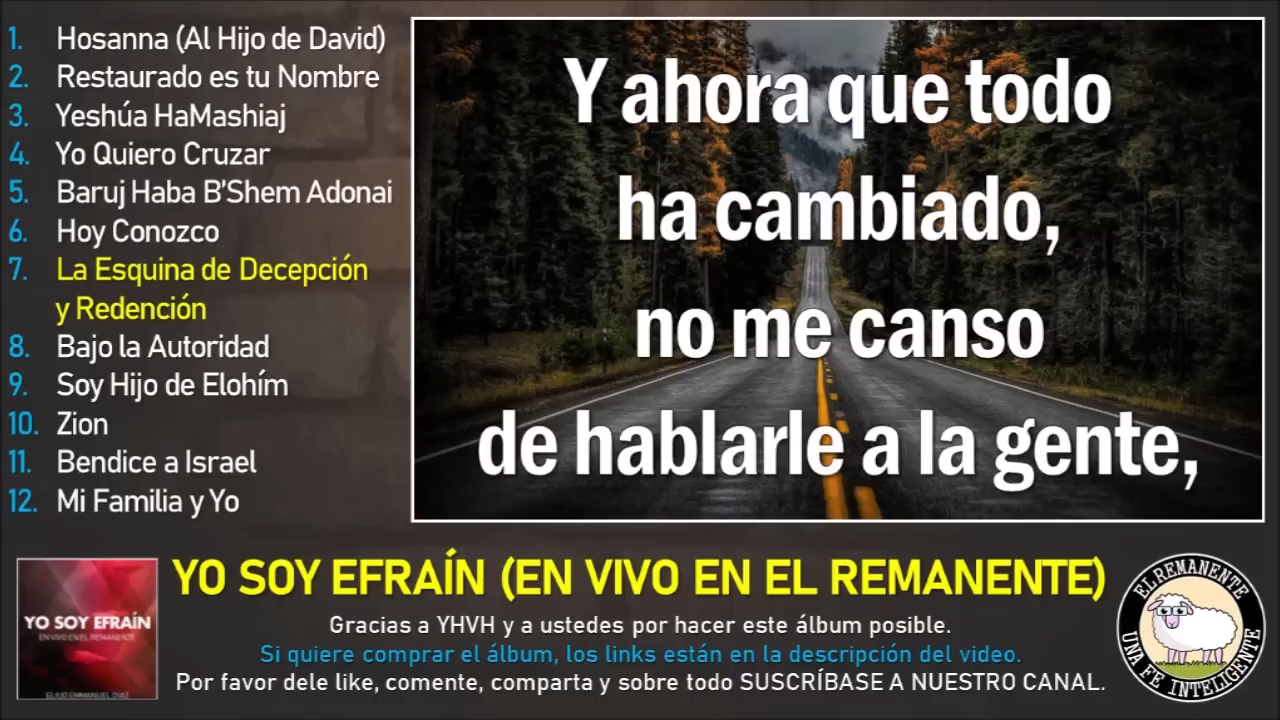 1. Hosanna (Al Hijo de David)
2. Restaurado es tu Nombre
3. Yeshúa HaMashiaj
4. Yo Quiero Cruzar
5. Baruj Haba B'Shem Adonai
6. Hoy Conozco
7. La Esquina de Decepción
y Redención
8. Bajo la Autoridad
9. Soy Hijo de Elohím
10. Zion
11. Bendice a Israel
12. Mi Familia y Yo
Y ahora que todo
ha cambiado,
no me canso
de hablarle a la gente,
YO SOY EFRAÍN
EN VIVO EN EL REMANENTE
YO SOY EFRAÍN (EN VIVO EN EL REMANENTE)
Gracias a YHVH y a ustedes por hacer este álbum posible.
Si quiere comprar el álbum, los links están en la descripción del video.
Por favor dele like, comente, comparta y sobre todo SUSCRÍBASE A NUESTRO CANAL.
EL REMANENTE
UNA FE INTELIGENTE